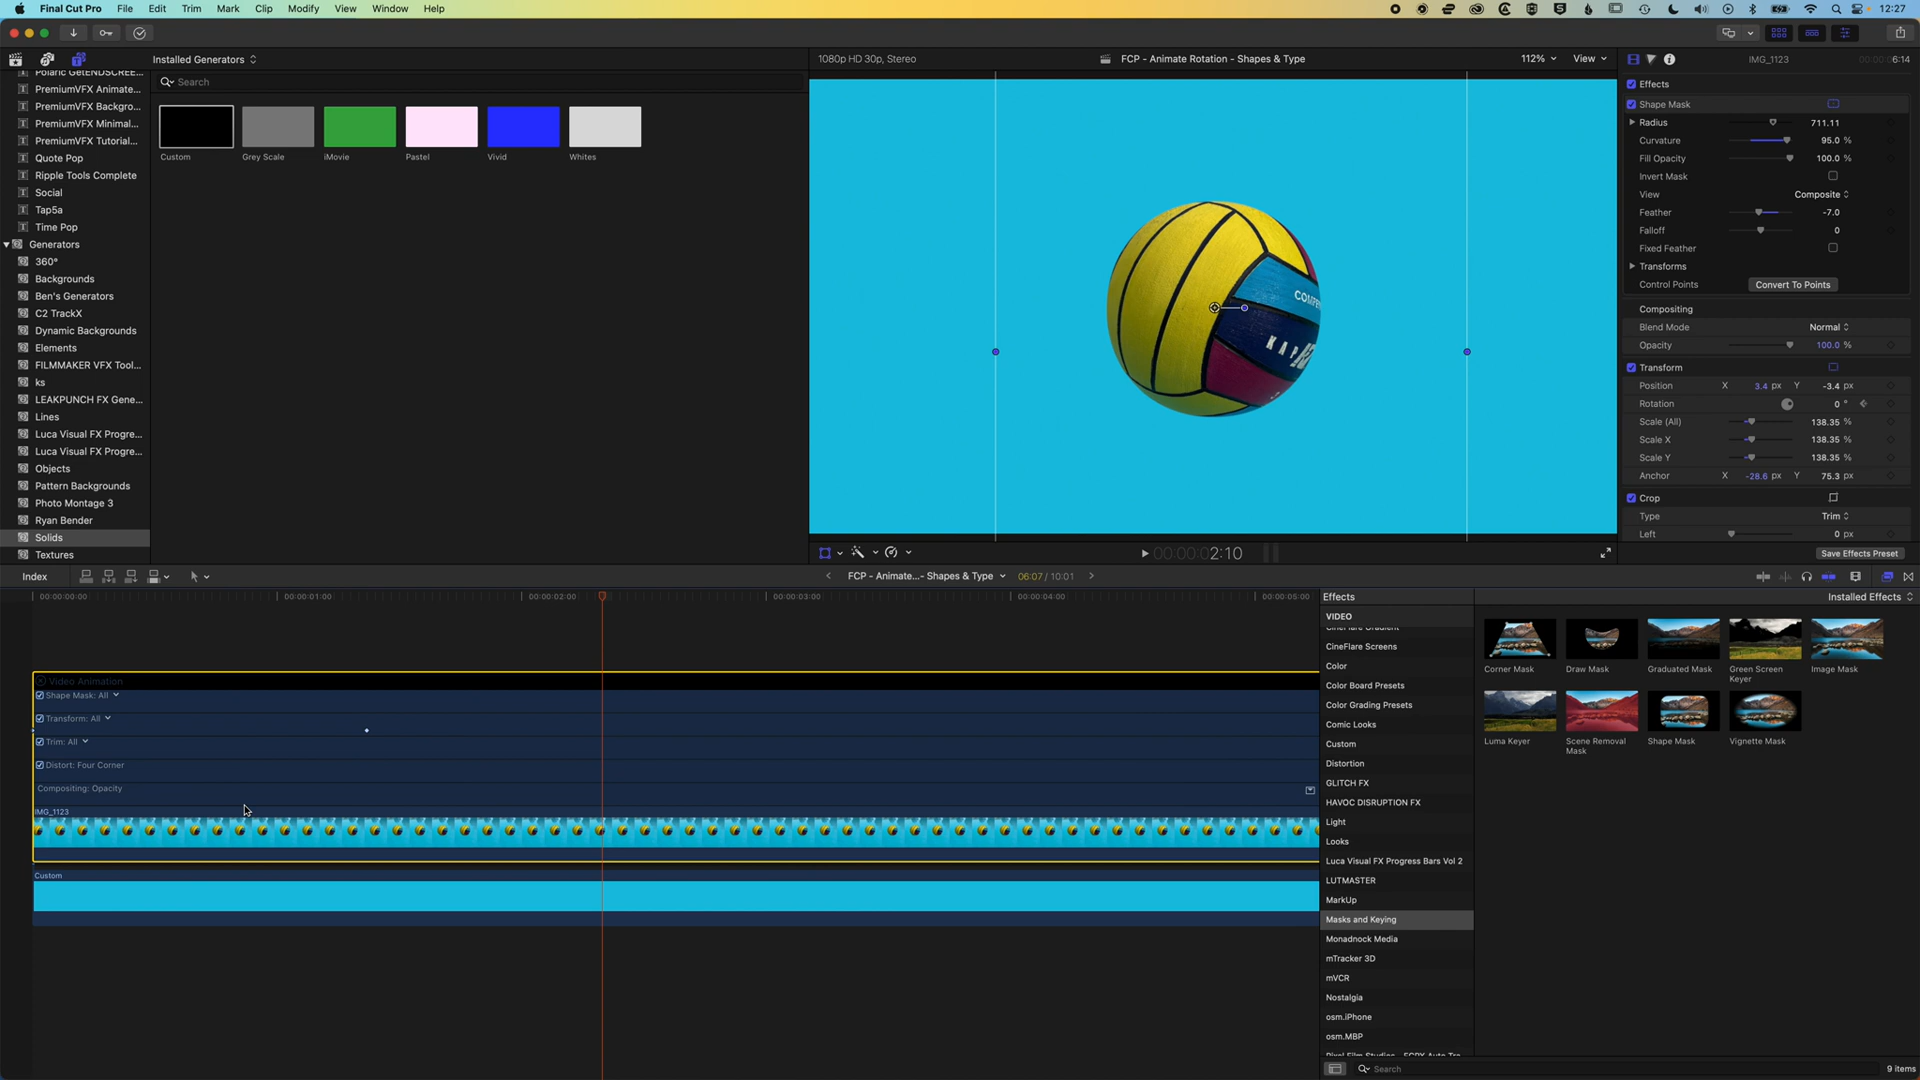 Final Cut Pro File Edit Trim Mark Clip Modify View Window Help 12:27
Installed Generators
1080p HD 30p, Stereo
FCP - Animate Rotation - Shapes & Type
112%
View
IMG_1123
6:14
Polaric GetENDSCREE...
PremiumVFX Animate...
PremiumVFX Backgro...
PremiumVFX Minimal...
PremiumVFX Tutorial...
Quote Pop
Ripple Tools Complete
Social
Tap5a
Time Pop
Generators
360°
Backgrounds
Ben's Generators
C2 TrackX
Dynamic Backgrounds
Elements
FILMMAKER VFX Tool...
ks
LEAKPUNCH FX Gene...
Lines
Luca Visual FX Progre...
Luca Visual FX Progre...
Objects
Pattern Backgrounds
Photo Montage 3
Ryan Bender
Solids
Textures
Search
Custom
Grey Scale
iMovie
Pastel
Vivid
Whites
COMPE
KAP
Effects
Shape Mask
Radius 711.11
Curvature 95.0 %
Fill Opacity 100.0 %
Invert Mask
View Composite
Feather -7.0
Falloff 0
Fixed Feather
Transforms
Control Points Convert To Points
Compositing
Blend Mode Normal
Opacity 100.0 %
Transform
Position X 3.4 px Y -3.4 px
Rotation 0 °
Scale (All) 138.35 %
Scale X 138.35 %
Scale Y 138.35 %
Anchor X -28.6 px Y 75.3 px
Crop
Type Trim
Left 0 px
Save Effects Preset
00:00:00:02:10
Index
FCP - Animate...- Shapes & Type
06:07 / 10:01
00:00:00:00
00:00:01:00
00:00:02:00
00:00:03:00
00:00:04:00
00:00:05:00
Video Animation
Shape Mask: All
Transform: All
Trim: All
Distort: Four Corner
Compositing: Opacity
IMG_1123
Custom
Effects
Installed Effects
VIDEO
CineFlare Gradient
CineFlare Screens
Color
Color Board Presets
Color Grading Presets
Comic Looks
Custom
Distortion
GLITCH FX
HAVOC DISRUPTION FX
Light
Looks
Luca Visual FX Progress Bars Vol 2
LUTMASTER
MarkUp
Masks and Keying
Monadnock Media
mTracker 3D
mVCR
Nostalgia
osm.iPhone
osm.MBP
Corner Mask
Draw Mask
Graduated Mask
Green Screen Keyer
Image Mask
Luma Keyer
Scene Removal Mask
Shape Mask
Vignette Mask
Search
9 items